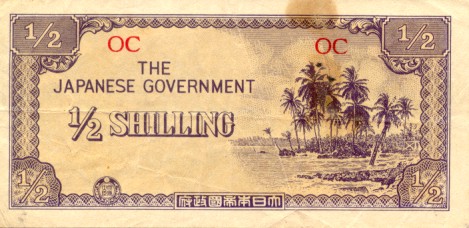 1/2 1/2
OC OC
THE
JAPANESE GOVERNMENT
1/2 SHILLING
1/2 1/2
大日本帝國政府